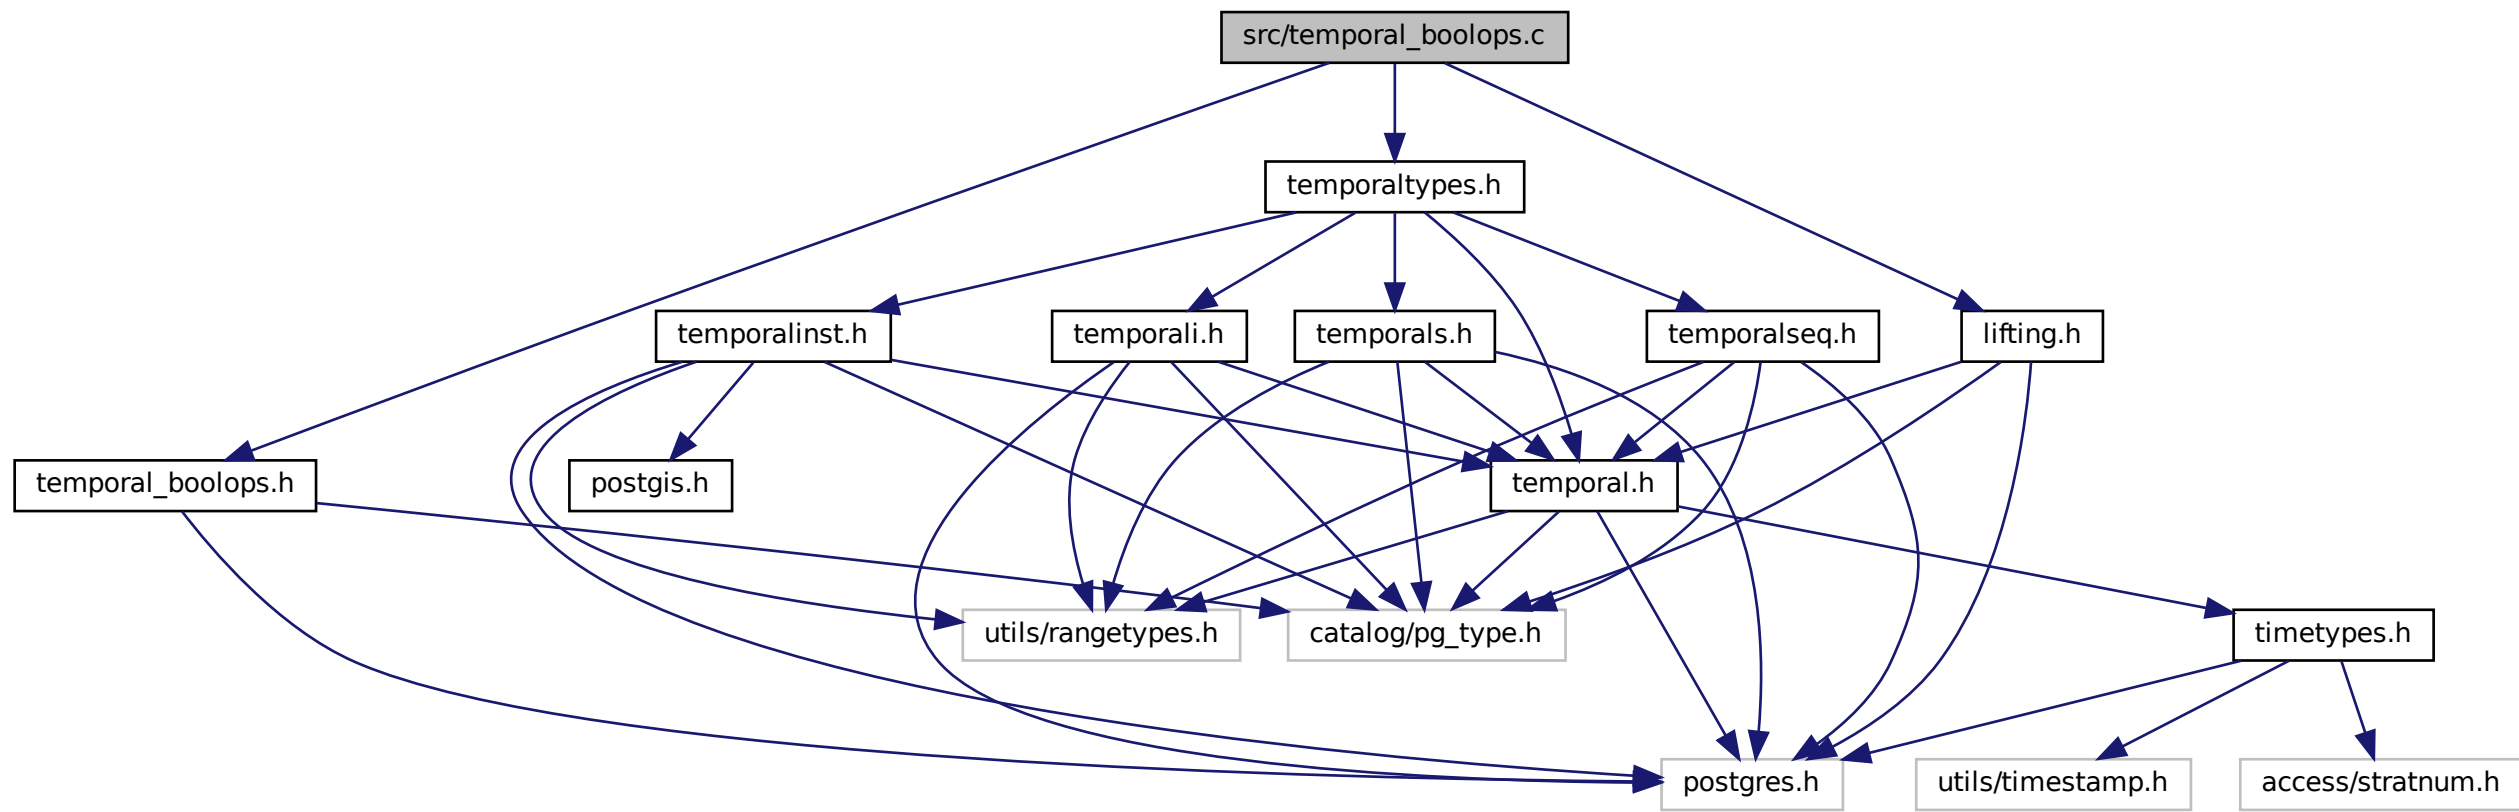 src/temporal_boolops.c
temporaltypes.h
temporalinst.h
temporali.h
temporals.h
temporalseq.h
lifting.h
temporal_boolops.h
postgis.h
temporal.h
utils/rangetypes.h
catalog/pg_type.h
timetypes.h
postgres.h
utils/timestamp.h
access/stratnum.h